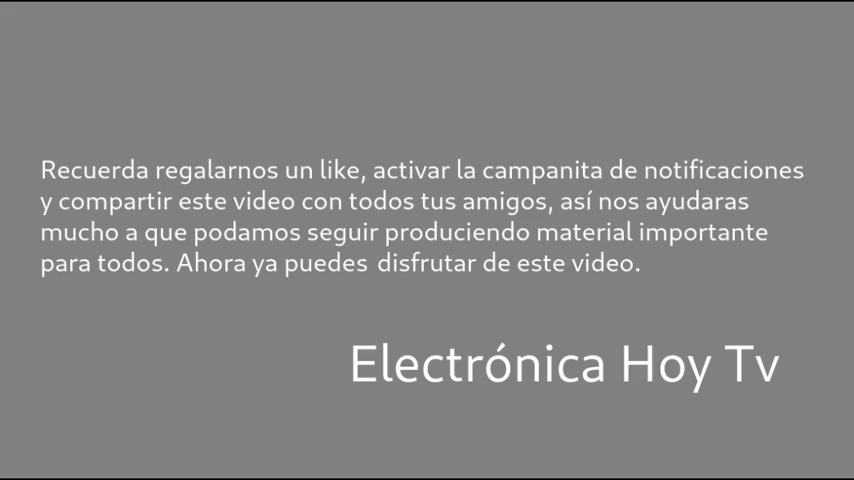 Recuerda regalarnos un like, activar la campanita de notificaciones
y compartir este video con todos tus amigos, así nos ayudaras
mucho a que podamos seguir produciendo material importante
para todos. Ahora ya puedes disfrutar de este video.
Electrónica Hoy Tv